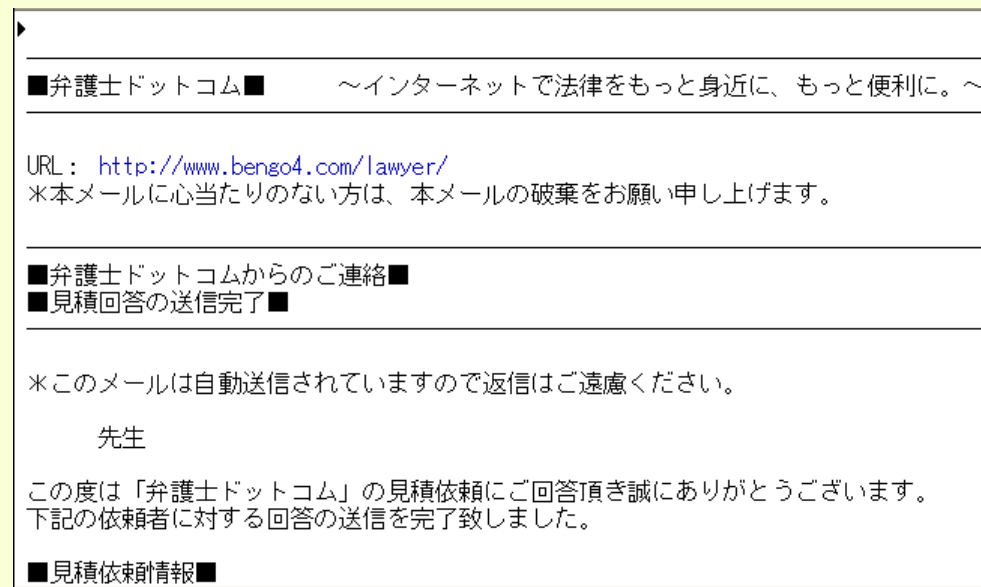 ■弁護士ドットコム■　　　～インターネットで法律をもっと身近に、もっと便利に。～
URL： http://www.bengo4.com/lawyer/
＊本メールに心当たりのない方は、本メールの破棄をお願い申し上げます。
■弁護士ドットコムからのご連絡■
■見積回答の送信完了■
＊このメールは自動送信されていますので返信はご遠慮ください。
先生
この度は「弁護士ドットコム」の見積依頼にご回答頂き誠にありがとうございます。
下記の依頼者に対する回答の送信を完了致しました。
■見積依頼情報■